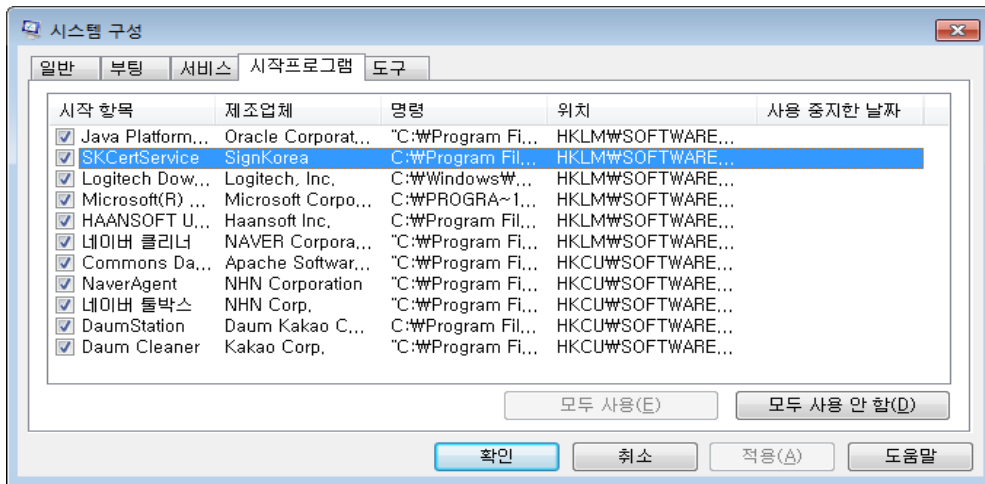 시스템 구성
일반 부팅 서비스 시작프로그램 도구
시작 항목 제조업체 명령 위치 사용 중지한 날짜
Java Platform,,, Oracle Corporat,,, "C:₩Program Fi,,, HKLM₩SOFTWARE,,,
SKCertService SignKorea C:₩Program Fil,,, HKLM₩SOFTWARE,,,
Logitech Dow,,, Logitech, Inc, C:₩Windows₩,,, HKLM₩SOFTWARE,,,
Microsoft(R) ,,, Microsoft Corpo,,, C:₩PROGRA~1,,, HKLM₩SOFTWARE,,,
HAANSOFT U,,, Haansoft Inc, C:₩Program Fil,,, HKLM₩SOFTWARE,,,
네이버 클리너 NAVER Corpora,,, "C:₩Program Fi,,, HKLM₩SOFTWARE,,,
Commons Da,,, Apache Softwar,,, "C:₩Program Fi,,, HKCU₩SOFTWARE,,,
NaverAgent NHN Corporation "C:₩Program Fi,,, HKCU₩SOFTWARE,,,
네이버 툴박스 NHN Corp, "C:₩Program Fi,,, HKCU₩SOFTWARE,,,
DaumStation Daum Kakao C,,, C:₩Program Fil,,, HKCU₩SOFTWARE,,,
Daum Cleaner Kakao Corp, "C:₩Program Fi,,, HKCU₩SOFTWARE,,,
모두 사용(E) 모두 사용 안 함(D)
확인 취소 적용(A) 도움말